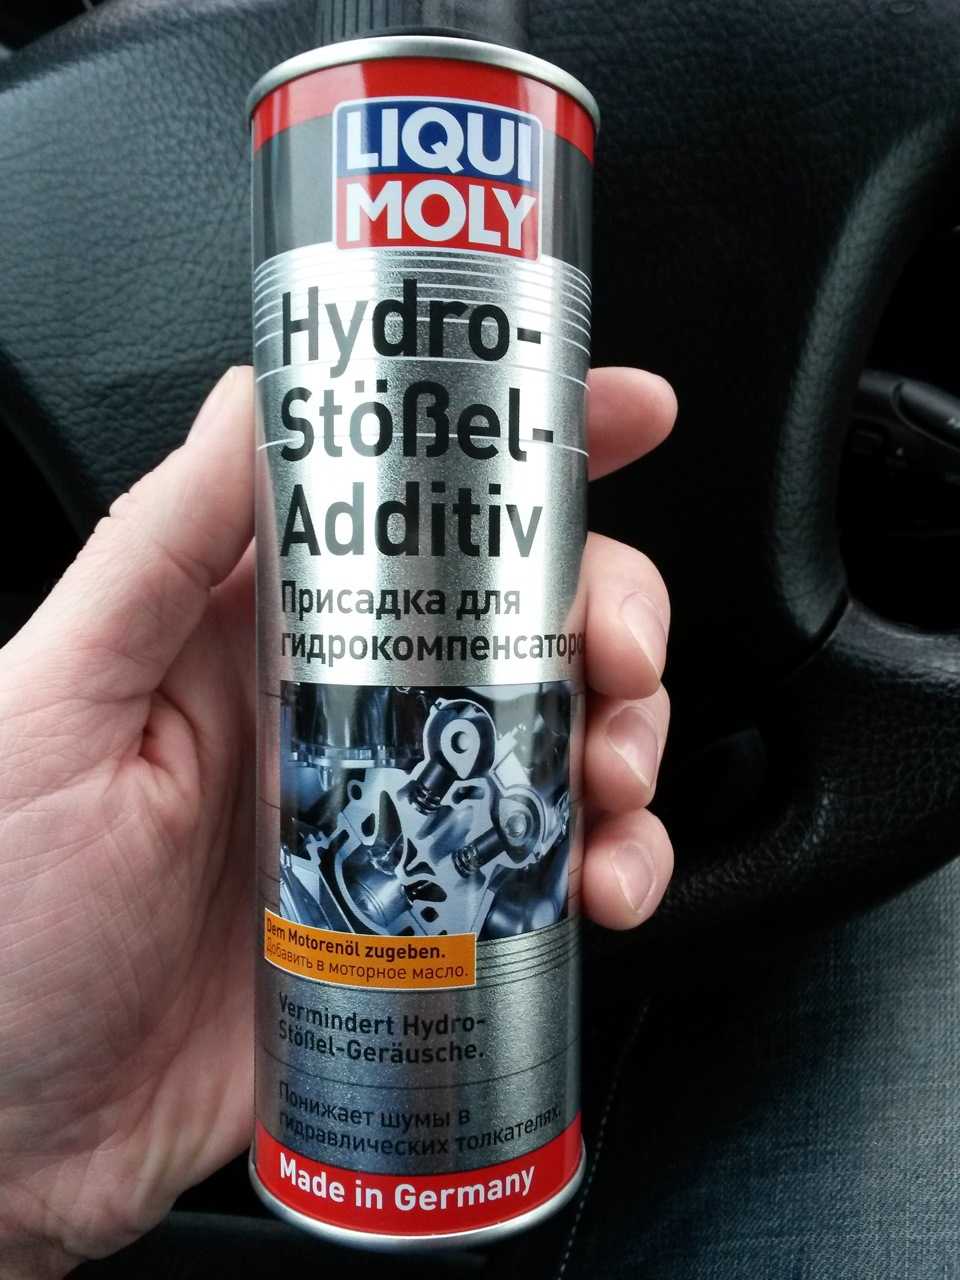 LIQUI
MOLY
Hydro-
Stößel-
Additiv
Присадка для
гидрокомпенсаторов
Dem Motorenöl zugeben.
Добавить в моторное масло.
Vermindert Hydro-
Stößel-Geräusche.
Понижает шумы в
гидравлических толкателях.
Made in Germany